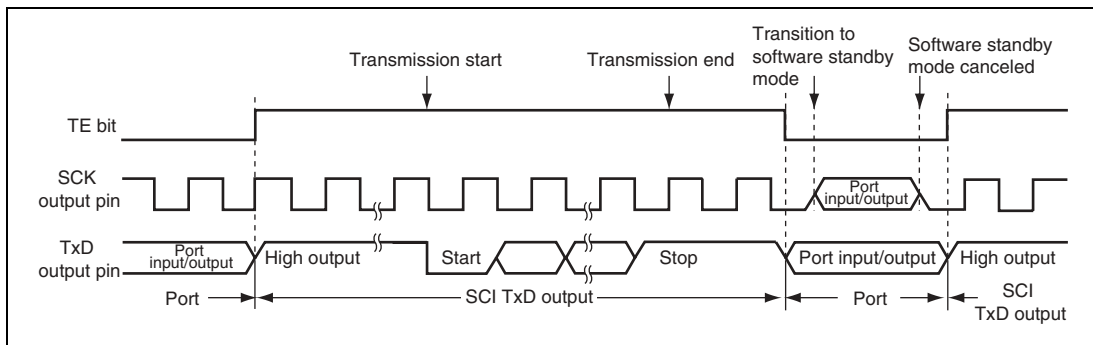 Transmission start
Transmission end
Transition to
software standby
mode
Software standby
mode canceled
TE bit
SCK
output pin
Port
input/output
TxD
output pin
Port
input/output
High output
Start
Stop
Port input/output
High output
Port
SCI TxD output
Port
SCI
TxD output